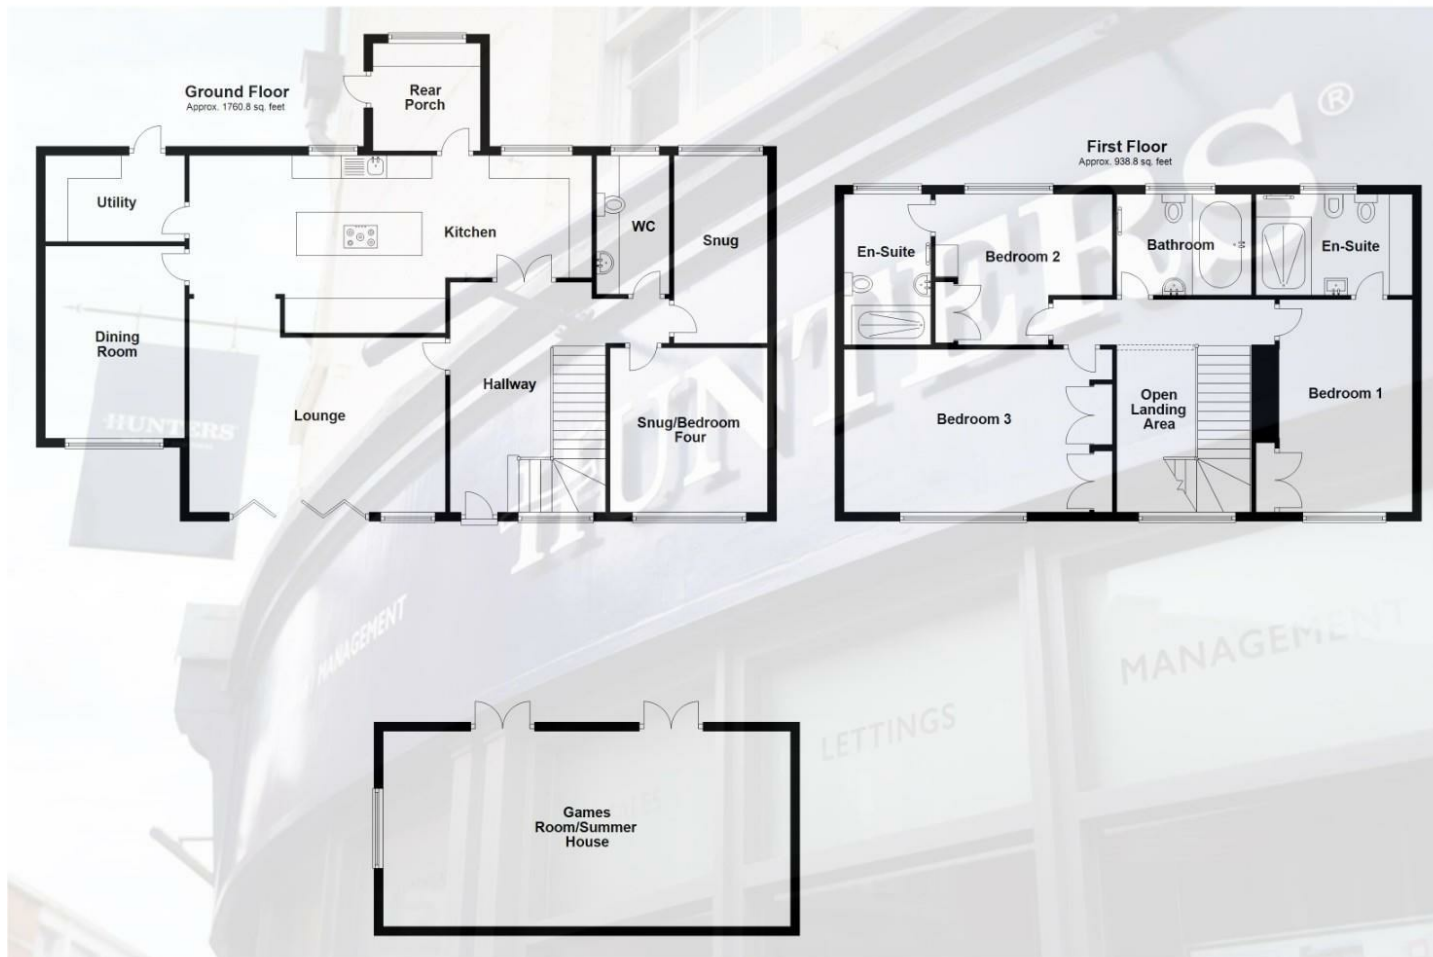 Ground Floor
Approx. 1760.8 sq. feet
Rear
Porch
Utility
Kitchen
WC
Snug
Dining
Room
Lounge
Hallway
Snug/Bedroom
Four
First Floor
Approx. 938.8 sq. feet
En-Suite
Bedroom 2
Bathroom
En-Suite
Bedroom 3
Open
Landing
Area
Bedroom 1
Games
Room/Summer
House
HUNTERS®
HUNTERS
MANAGEMENT
LETTINGS
MANAGEMENT